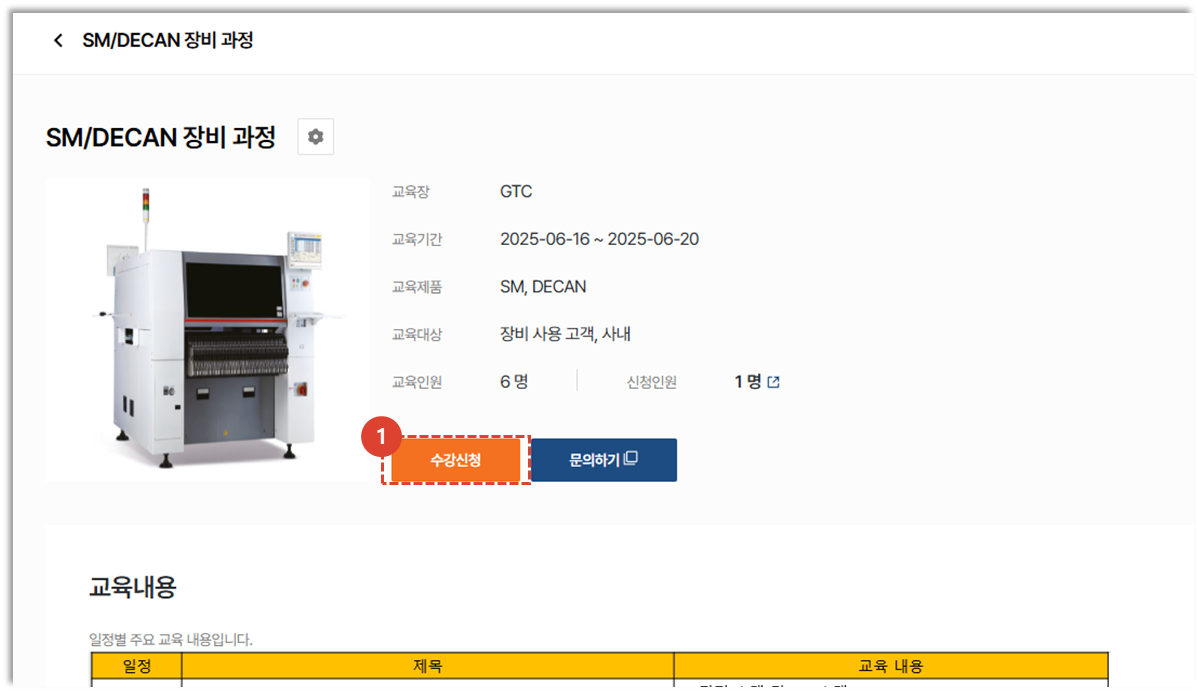 SM/DECAN 장비 과정
SM/DECAN 장비 과정
교육장 GTC
교육기간 2025-06-16 ~ 2025-06-20
교육제품 SM, DECAN
교육대상 장비 사용 고객, 사내
교육인원 6 명 신청인원 1 명
1
수강신청 문의하기
교육내용
일정별 주요 교육 내용입니다.
일정 제목 교육 내용